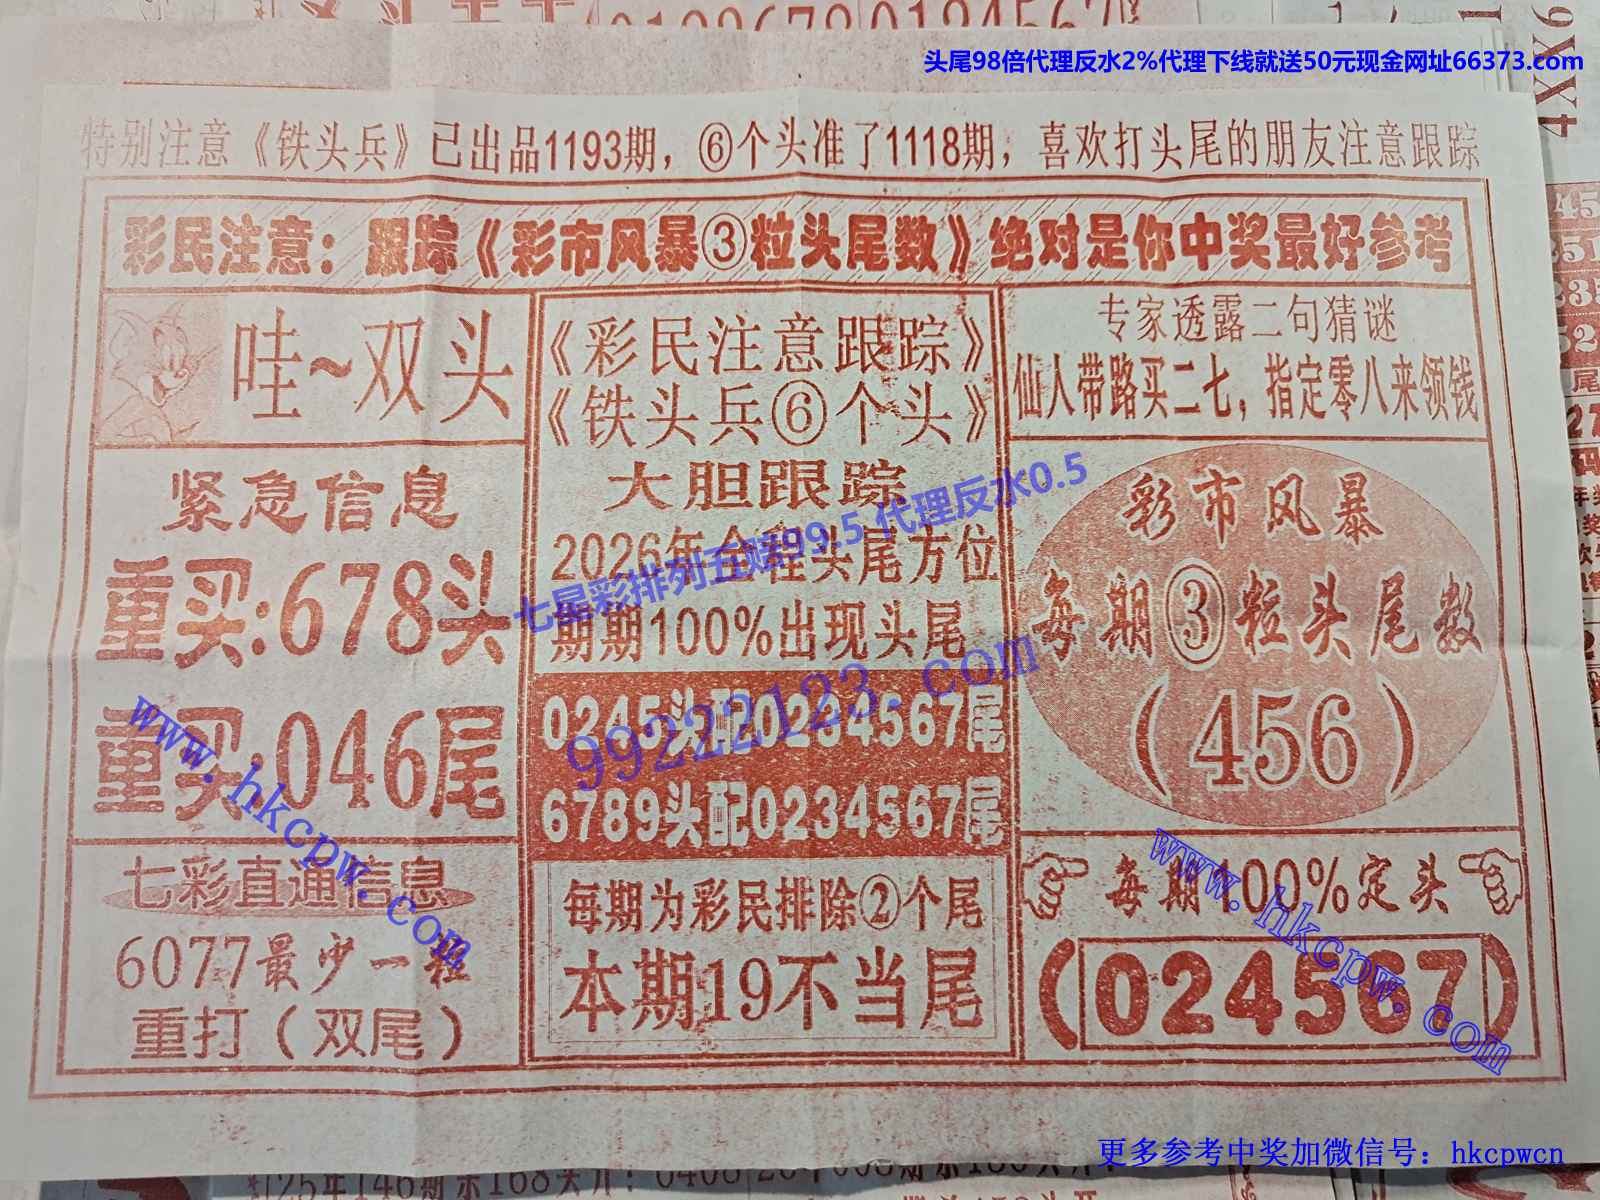 头尾98倍代理反水2%代理下线就送50元现金网址66373.com
特别注意《铁头兵》已出品1193期，⑥个头准了1118期，喜欢打头尾的朋友注意跟踪
彩民注意：跟踪《彩市风暴③粒头尾数》绝对是你中奖最好参考
哇~双头
紧急信息
重买:678头
重买:046尾
七彩直通信息
6077最少一粒
重打（双尾）
《彩民注意跟踪》
《铁头兵⑥个头》
大胆跟踪
2026年全程头尾方位
期期100%出现头尾
0245头配0234567尾
6789头配0234567尾
每期为彩民排除②个尾
本期19不当尾
专家透露二句猜谜
仙人带路买二七，指定零八来领钱
彩市风暴
每期③粒头尾数
（456）
每期100%定头
（024567）
七星彩排列五赔99.5 代理反水0.5
99222123.com
www.hkcpw.com
www.hkcpw.com
更多参考中奖加微信号：hkcpwcn